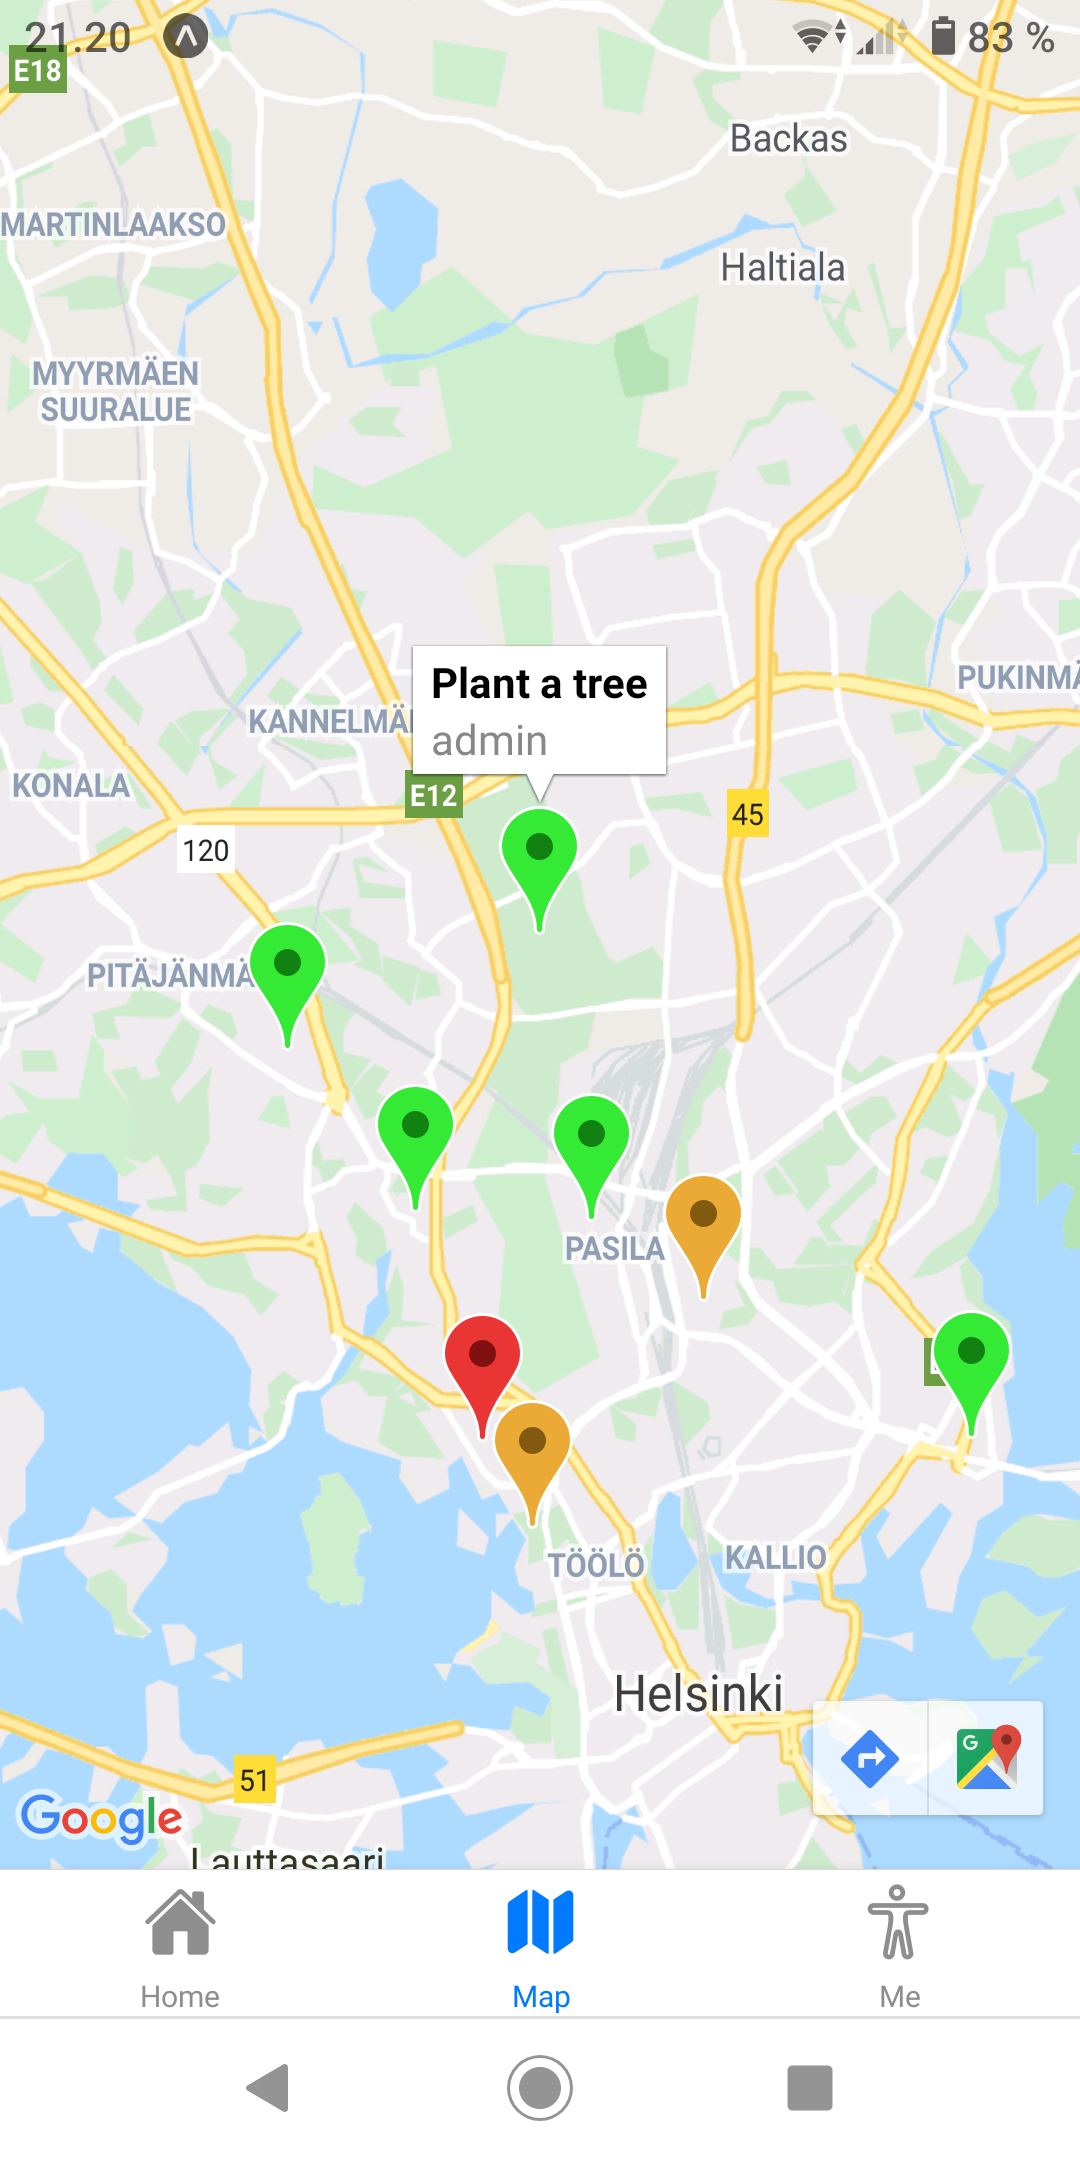 21.20
83 %
E18
Backas
MARTINLAAKSO
Haltiala
MYYRMÄEN
SUURALUE
Plant a tree
admin
PUKINMÄ
KANNELMÄ
KONALA
E12
45
120
PITÄJÄNMÄ
PASILA
TÖÖLÖ
KALLIO
Helsinki
51
G
Google
Lauttasaari
Home
Map
Me